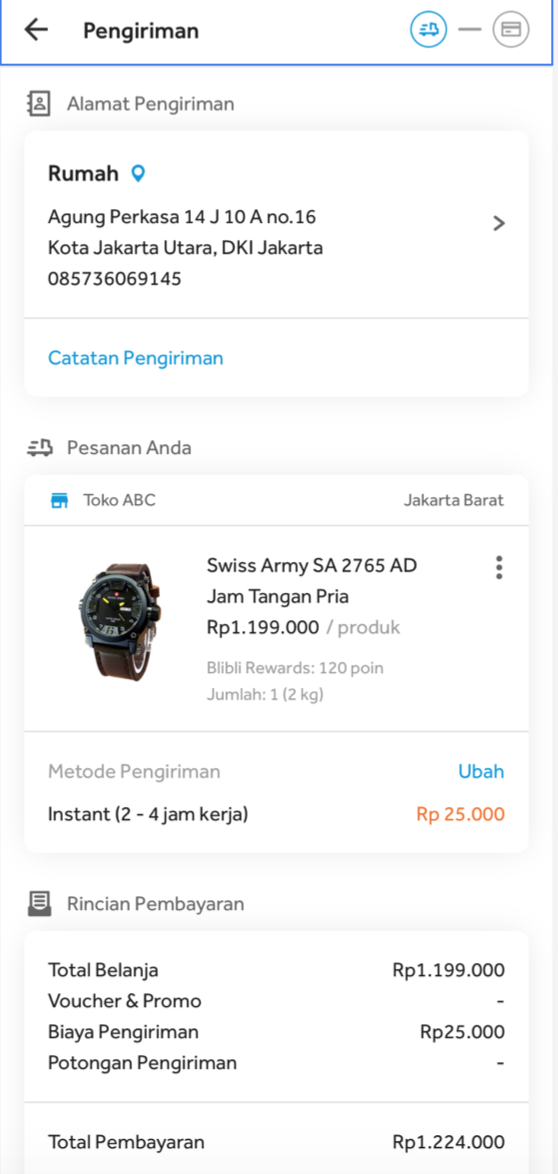 Pengiriman
Alamat Pengiriman
Rumah
Agung Perkasa 14 J 10 A no.16
Kota Jakarta Utara, DKI Jakarta
085736069145
Catatan Pengiriman
Pesanan Anda
Toko ABC Jakarta Barat
Swiss Army SA 2765 AD
Jam Tangan Pria
Rp1.199.000 / produk
Blibli Rewards: 120 poin
Jumlah: 1 (2 kg)
Metode Pengiriman Ubah
Instant (2 - 4 jam kerja) Rp 25.000
Rincian Pembayaran
Total Belanja Rp1.199.000
Voucher & Promo -
Biaya Pengiriman Rp25.000
Potongan Pengiriman -
Total Pembayaran Rp1.224.000